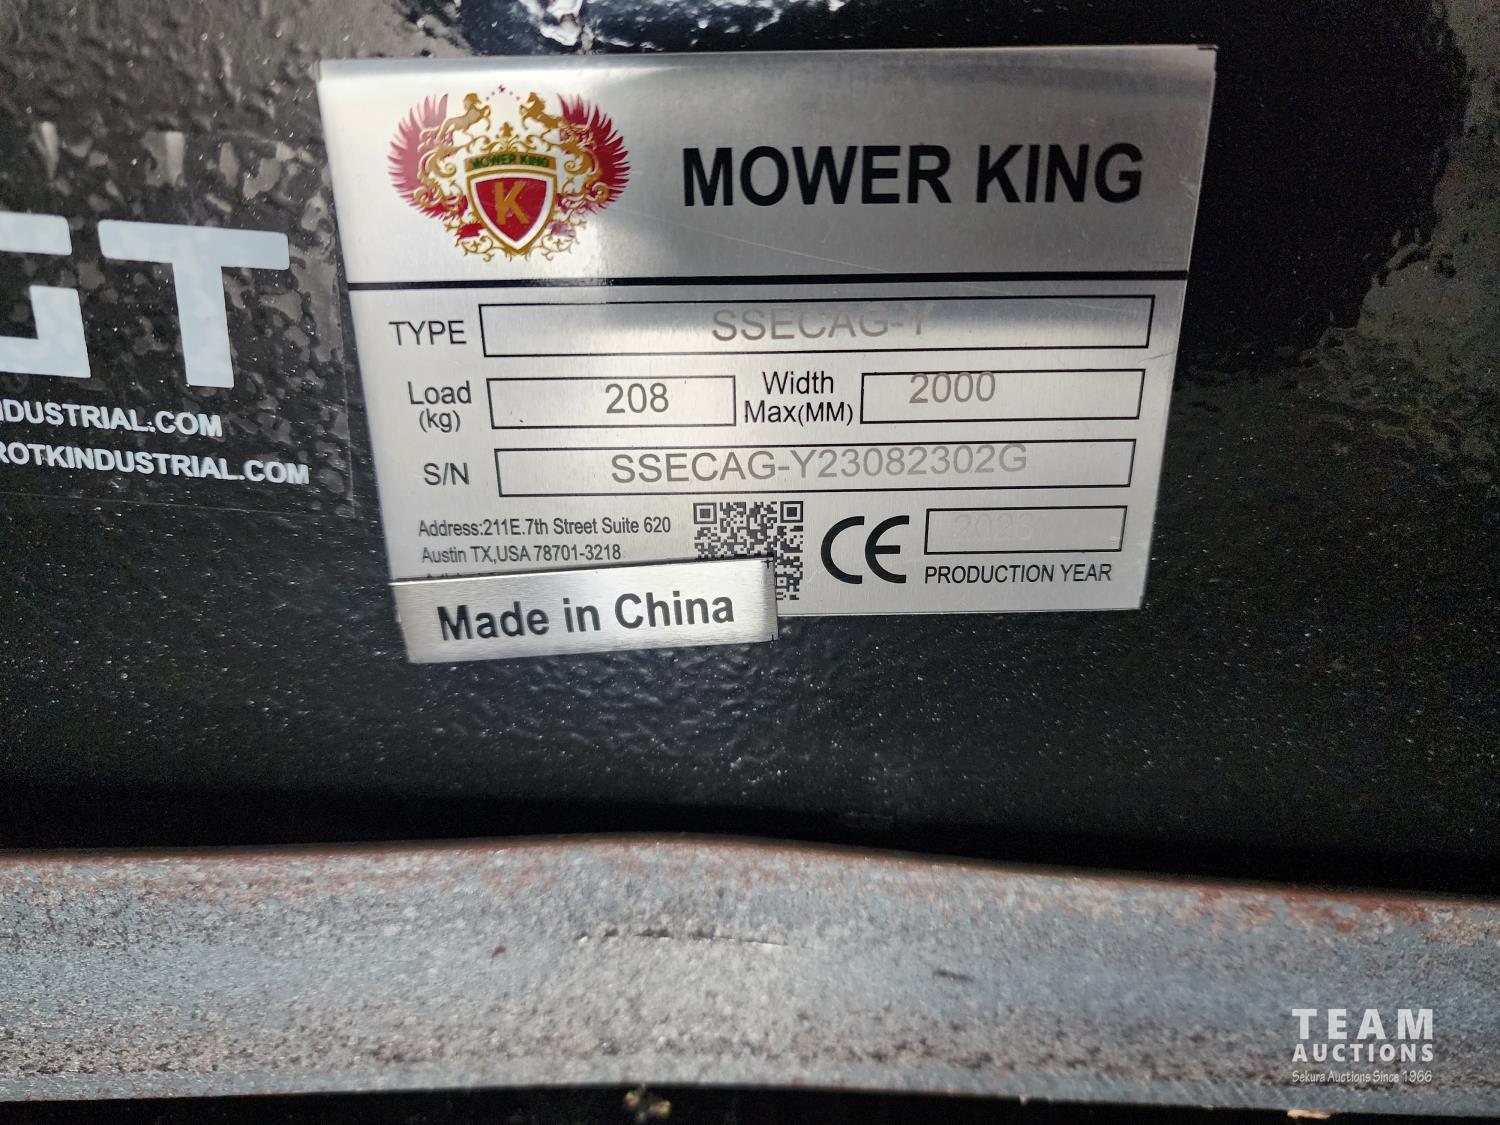 GT
NDUSTRIAL.COM
ROTKINDUSTRIAL.COM
MOWER KING
K
MOWER KING
TYPE SSECAG-Y
Load (kg) 208 Width Max(MM) 2000
S/N SSECAG-Y23082302G
Address:211E.7th Street Suite 620
Austin TX,USA 78701-3218
CE 2023
PRODUCTION YEAR
Made in China
TEAM
AUCTIONS
Sekura Auctions Since 1966